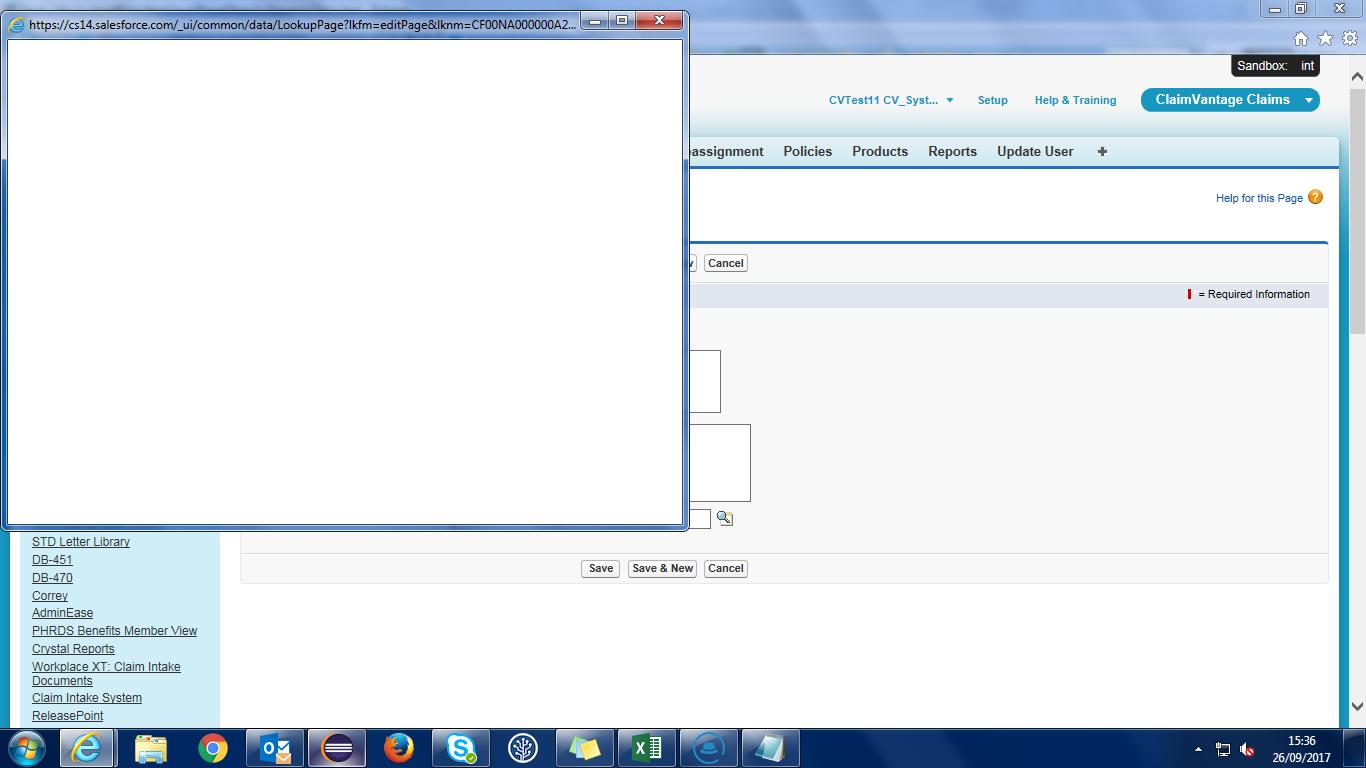 https://cs14.salesforce.com/_ui/common/data/LookupPage?lkfm=editPage&lknm=CF00NA000000A2...
Sandbox: int
CVTest11 CV_Syst... Setup Help & Training ClaimVantage Claims
eassignment Policies Products Reports Update User
Help for this Page ?
Cancel
= Required Information
STD Letter Library
DB-451
DB-470
Correy
AdminEase
PHRDS Benefits Member View
Crystal Reports
Workplace XT: Claim Intake
Documents
Claim Intake System
ReleasePoint
Save Save & New Cancel
15:36
26/09/2017